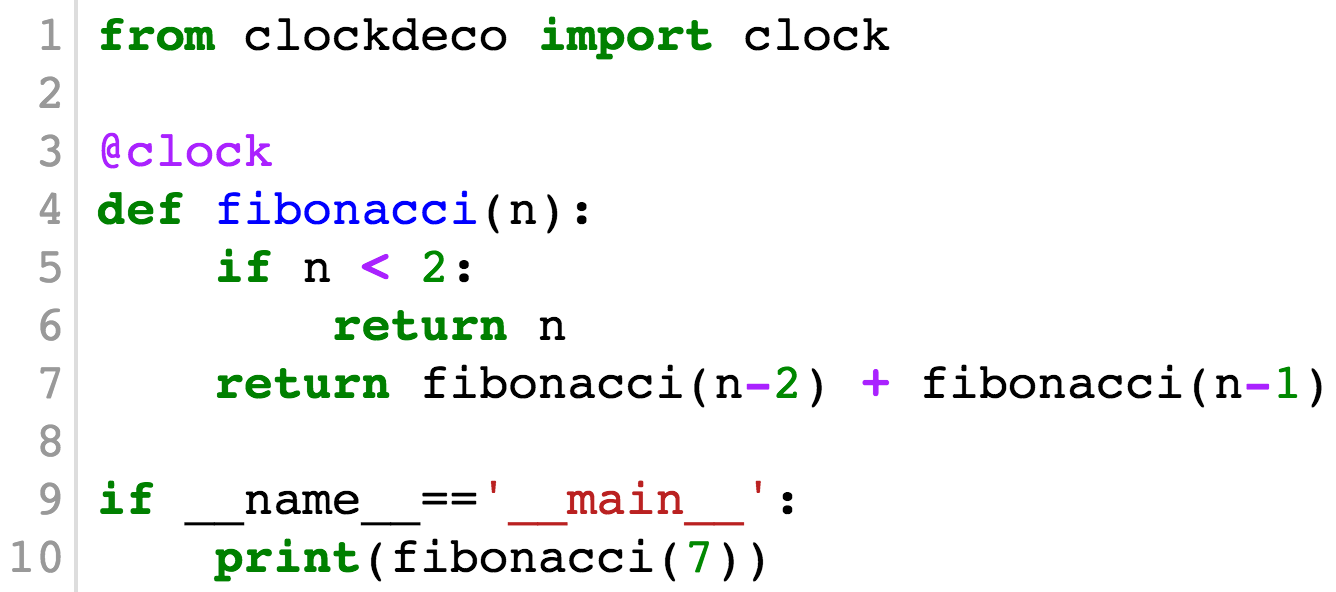 1 from clockdeco import clock
2
3 @clock
4 def fibonacci(n):
5     if n < 2:
6         return n
7     return fibonacci(n-2) + fibonacci(n-1)
8
9 if __name__=='__main__':
10     print(fibonacci(7))